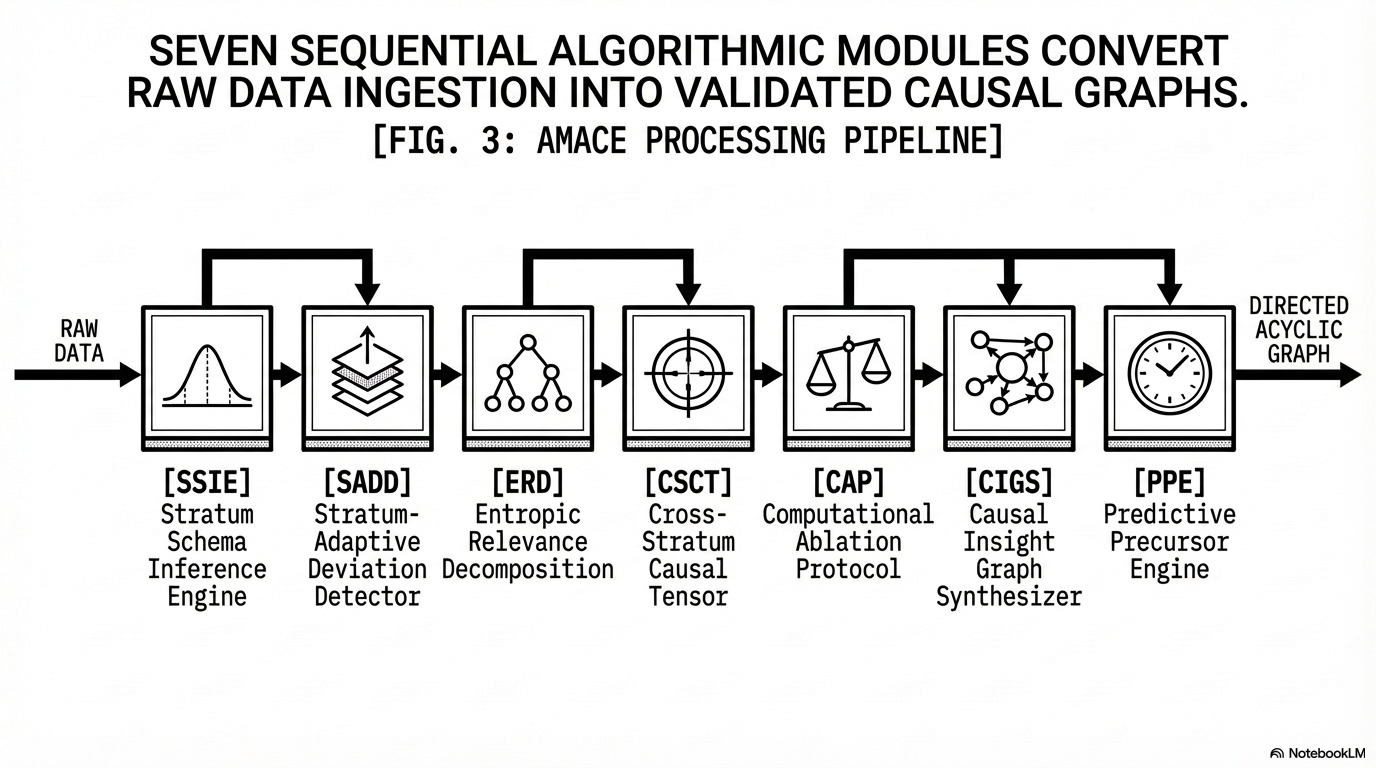 SEVEN SEQUENTIAL ALGORITHMIC MODULES CONVERT
RAW DATA INGESTION INTO VALIDATED CAUSAL GRAPHS.
[FIG. 3: AMACE PROCESSING PIPELINE]
RAW
DATA
DIRECTED
ACYCLIC
GRAPH
[SSIE]
Stratum
Schema
Inference
Engine
[SADD]
Stratum-
Adaptive
Deviation
Detector
[ERD]
Entropic
Relevance
Decomposition
[CSCT]
Cross-
Stratum
Causal
Tensor
[CAP]
Computational
Ablation
Protocol
[CIGS]
Causal
Insight
Graph
Synthesizer
[PPE]
Predictive
Precursor
Engine
NotebookLM